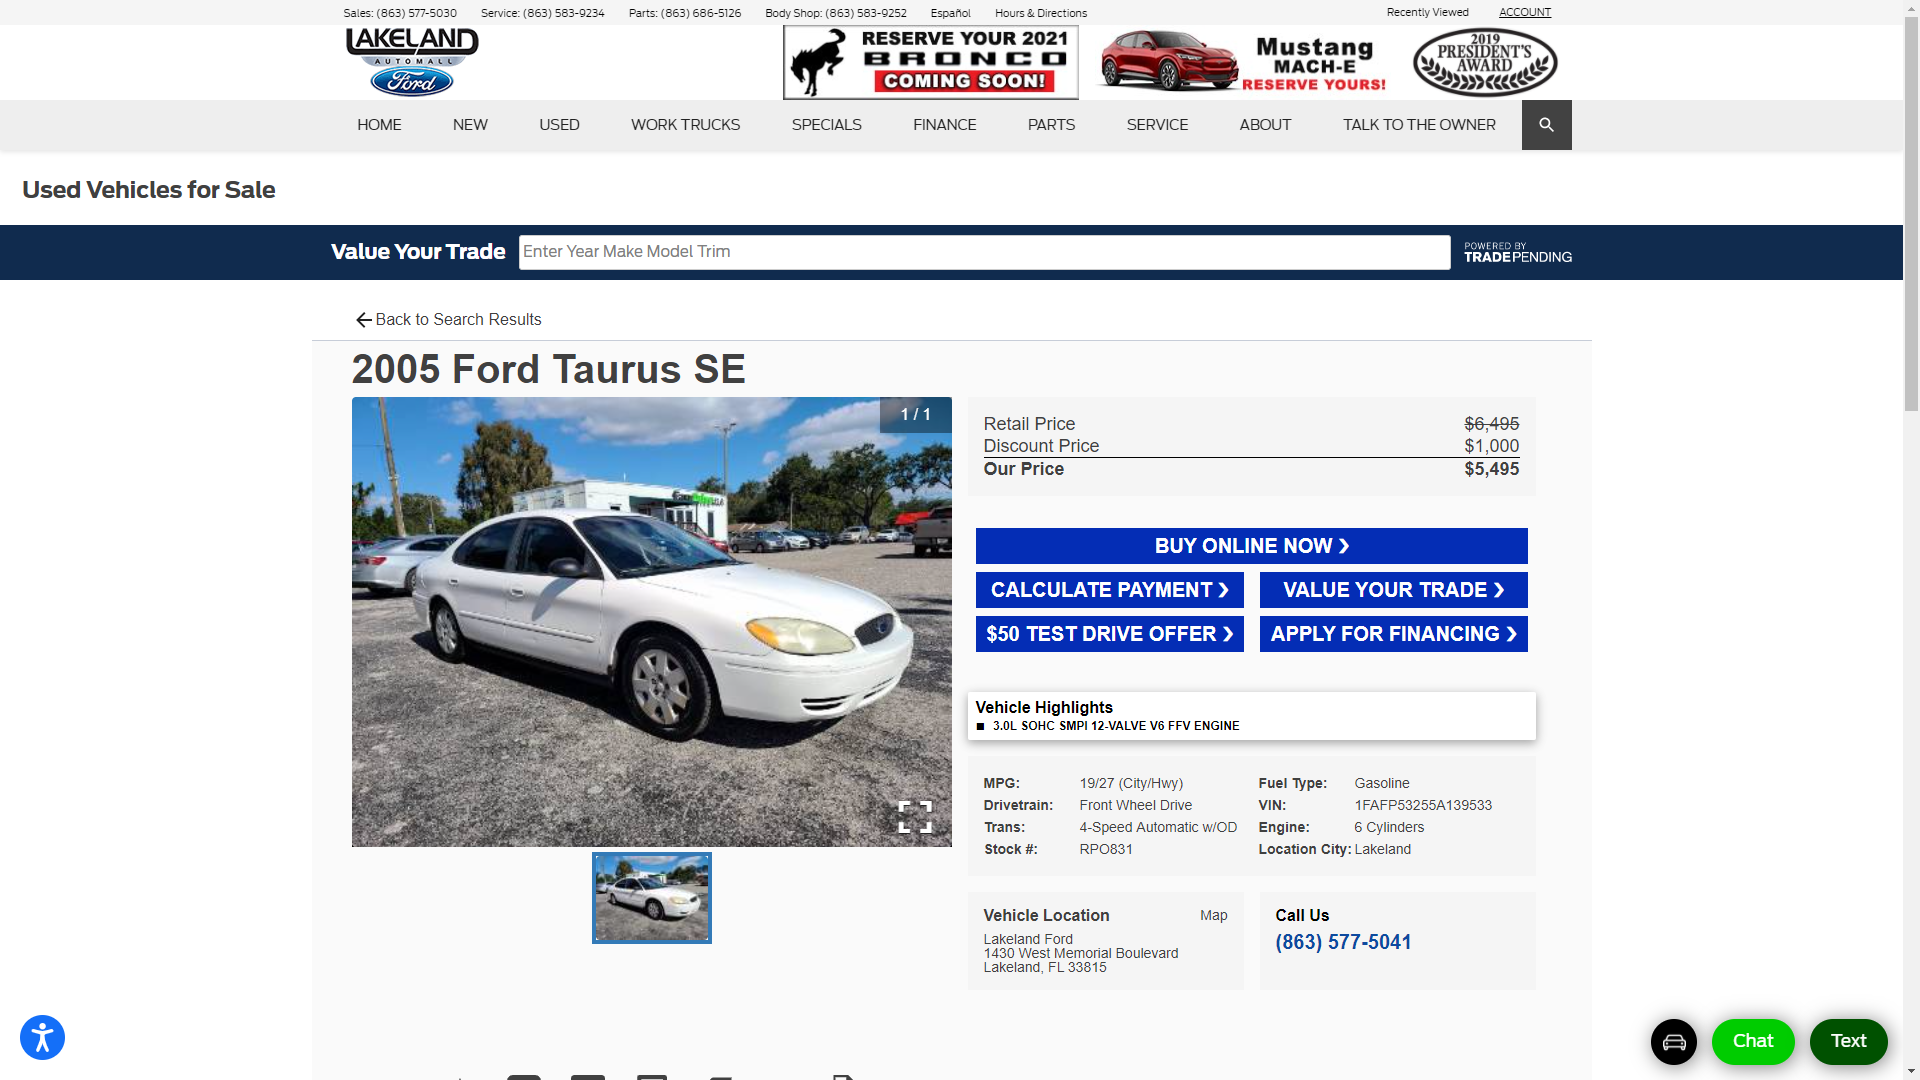 Sales: (863) 577-5030 Service: (863) 583-9234 Parts: (863) 686-5126 Body Shop: (863) 583-9252 Español Hours & Directions Recently Viewed ACCOUNT
LAKELAND
AUTOMALL
Ford
RESERVE YOUR 2021
BRONCO
COMING SOON!
Mustang
MACH-E
RESERVE YOURS!
2019
PRESIDENT'S
AWARD
HOME NEW USED WORK TRUCKS SPECIALS FINANCE PARTS SERVICE ABOUT TALK TO THE OWNER
Used Vehicles for Sale
Value Your Trade Enter Year Make Model Trim POWERED BY
TRADEPENDING
Back to Search Results
2005 Ford Taurus SE
1 / 1
Retail Price $6,495
Discount Price $1,000
Our Price $5,495
BUY ONLINE NOW ❯
CALCULATE PAYMENT ❯ VALUE YOUR TRADE ❯
$50 TEST DRIVE OFFER ❯ APPLY FOR FINANCING ❯
Vehicle Highlights
■ 3.0L SOHC SMPI 12-VALVE V6 FFV ENGINE
MPG: 19/27 (City/Hwy) Fuel Type: Gasoline
Drivetrain: Front Wheel Drive VIN: 1FAFP53255A139533
Trans: 4-Speed Automatic w/OD Engine: 6 Cylinders
Stock #: RPO831 Location City: Lakeland
Vehicle Location Map
Lakeland Ford
1430 West Memorial Boulevard
Lakeland, FL 33815
Call Us
(863) 577-5041
Chat Text